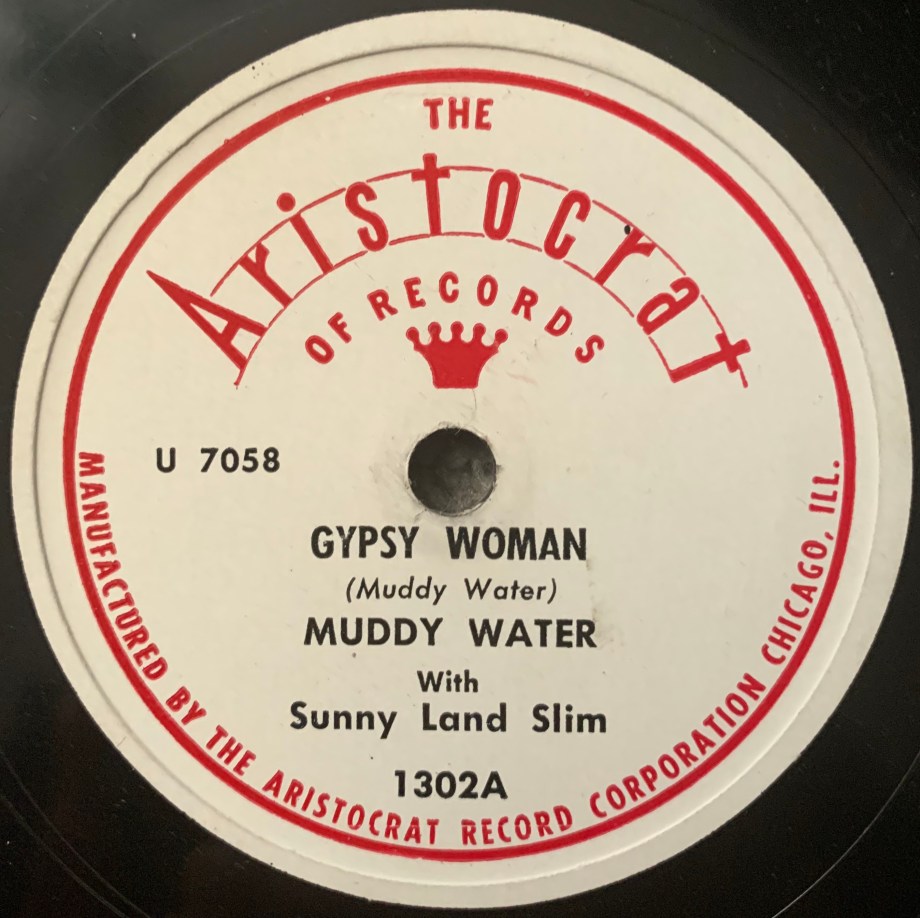 THE
Aristocrat
OF RECORDS
U 7058
GYPSY WOMAN
(Muddy Water)
MUDDY WATER
With
Sunny Land Slim
1302A
MANUFACTURED BY THE ARISTOCRAT RECORD CORPORATION CHICAGO, ILL.